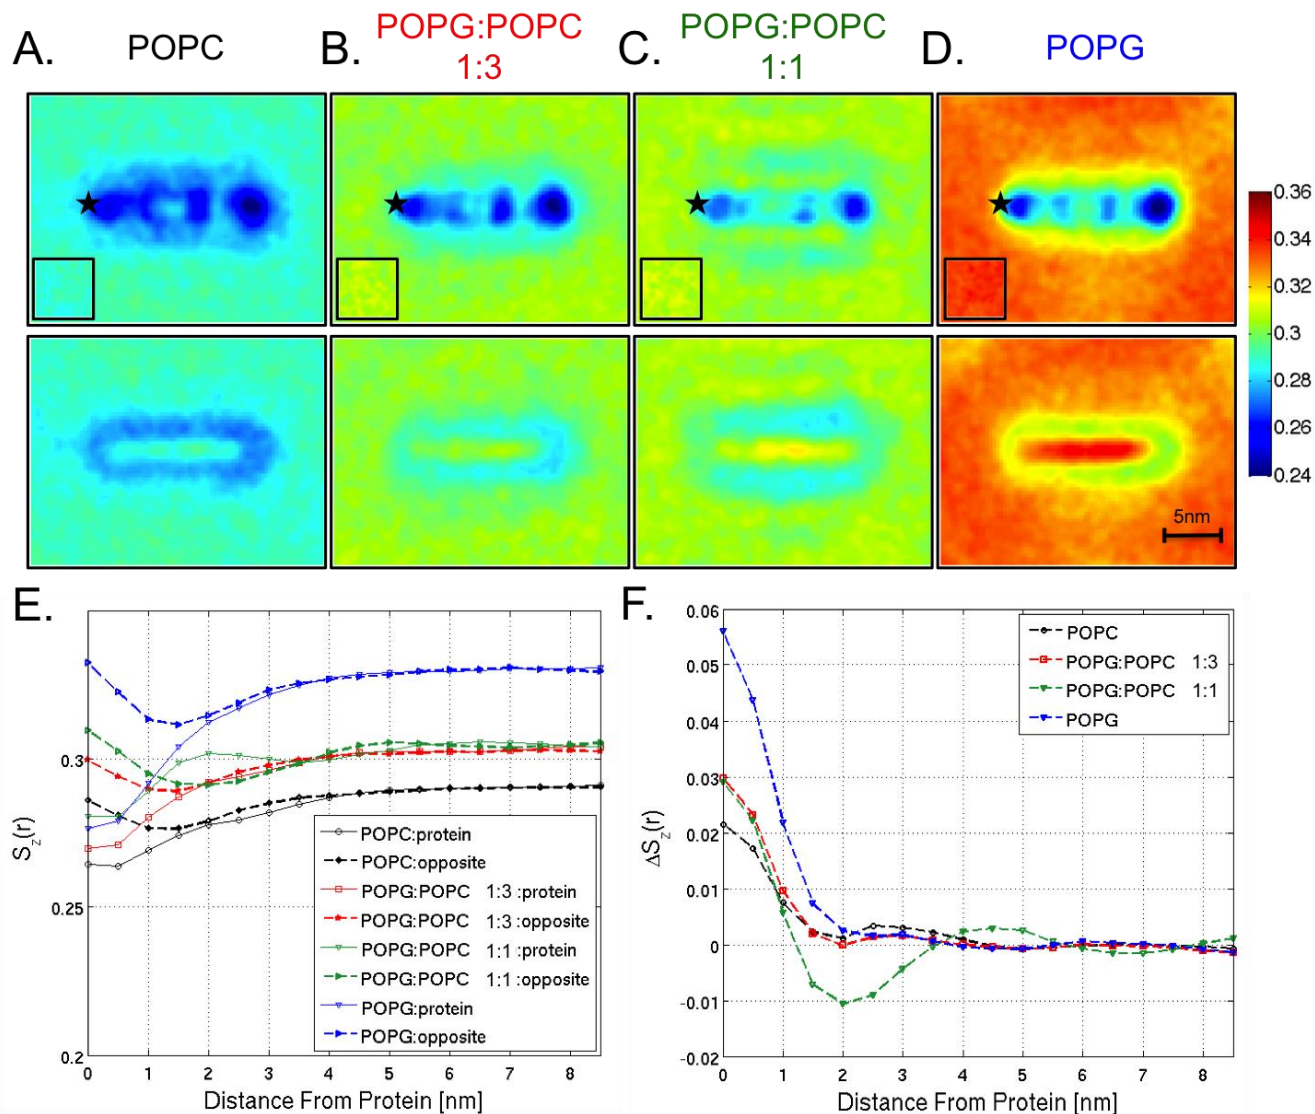 A. POPC
B. POPG:POPC
1:3
C. POPG:POPC
1:1
D. POPG
0.36
0.34
0.32
0.3
0.28
0.26
0.24
5nm
E.
0.3
0.25
0.2
S_z(r)
0 1 2 3 4 5 6 7 8
Distance From Protein [nm]
POPC:protein
POPC:opposite
POPG:POPC 1:3 :protein
POPG:POPC 1:3 :opposite
POPG:POPC 1:1 :protein
POPG:POPC 1:1 :opposite
POPG:protein
POPG:opposite
F.
0.06
0.05
0.04
0.03
0.02
0.01
0
-0.01
-0.02
ΔS_z(r)
0 1 2 3 4 5 6 7 8
Distance From Protein [nm]
POPC
POPG:POPC 1:3
POPG:POPC 1:1
POPG